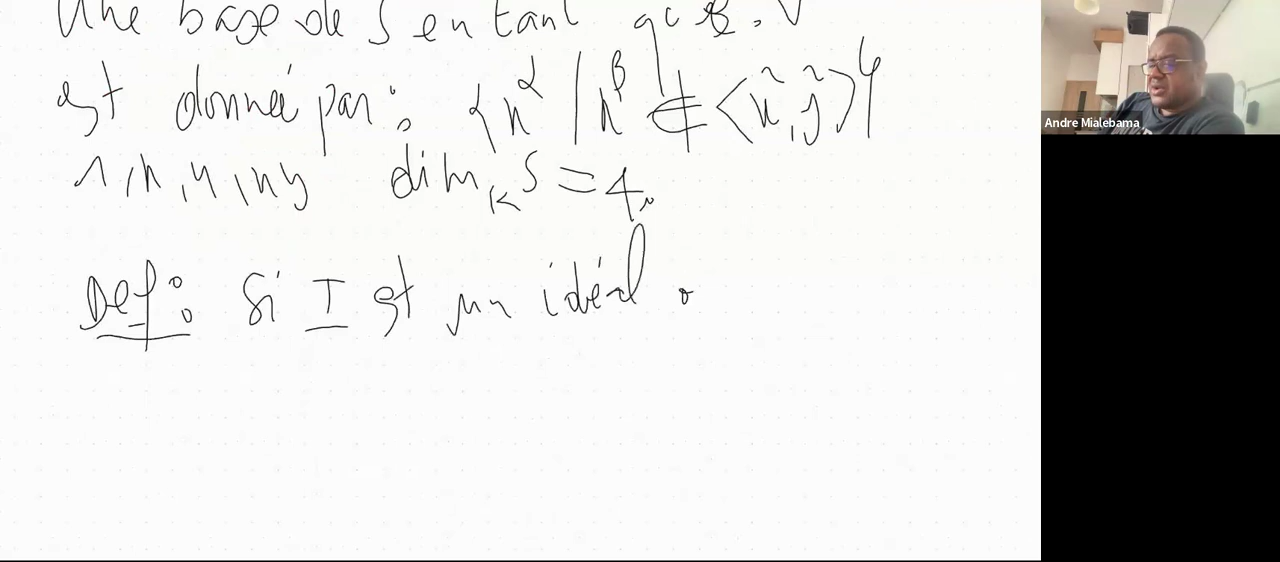 Une base de S en tant que e.v
est donnée par : {x^α | x^β ∉ ⟨x², y²⟩}
1, x, y, xy dim_K S = 4.
Def : Si I est un idéal
Andre Mialebama